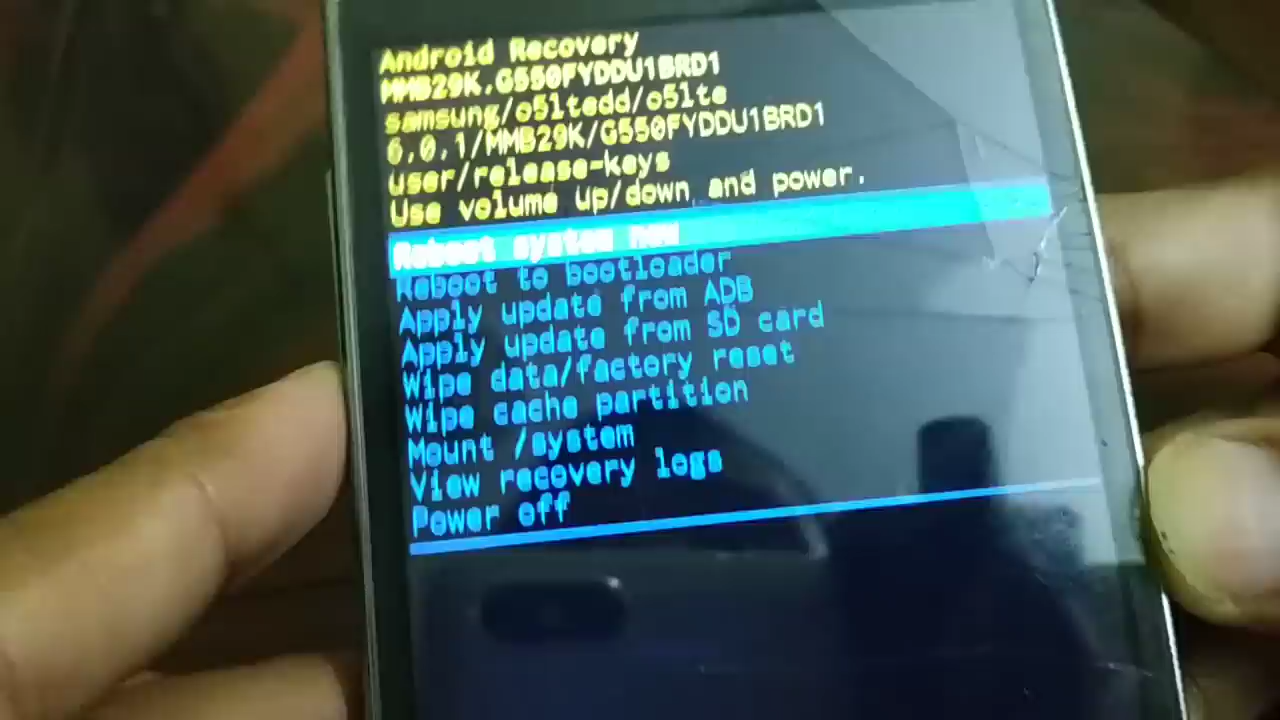 Android Recovery
MMB29K.G550FYDDU1BRD1
samsung/o5ltedd/o5lte
6.0.1/MMB29K/G550FYDDU1BRD1
user/release-keys
Use volume up/down and power.
Reboot system now
Reboot to bootloader
Apply update from ADB
Apply update from SD card
Wipe data/factory reset
Wipe cache partition
Mount /system
View recovery logs
Power off